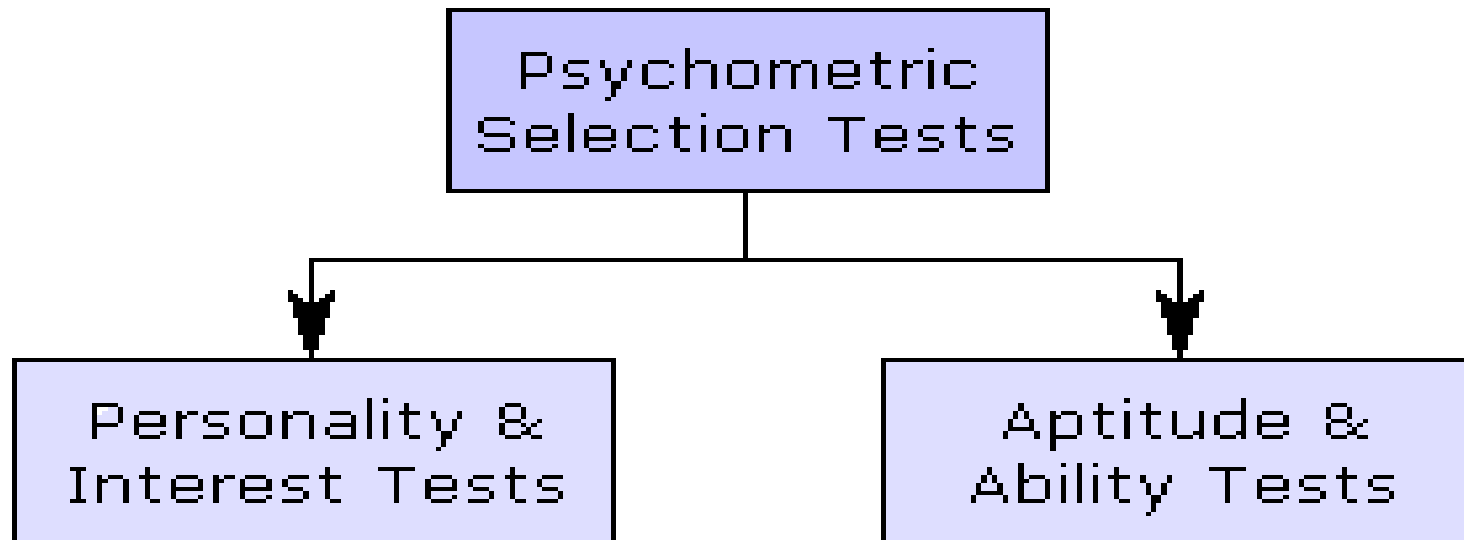 Psychometric
Selection Tests
Personality &
Interest Tests
Aptitude &
Ability Tests